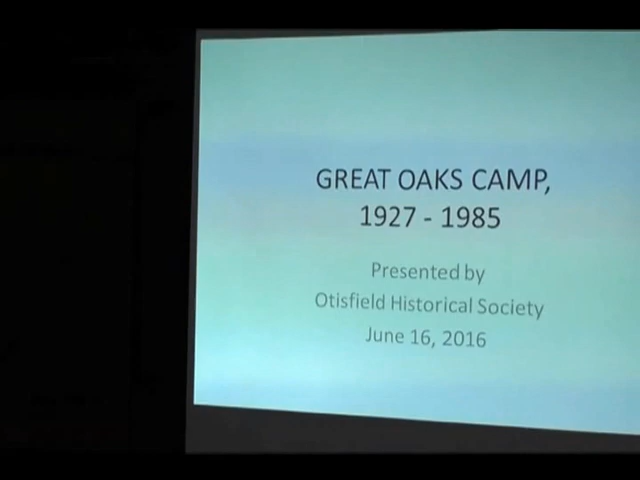 GREAT OAKS CAMP,
1927 - 1985
Presented by
Otisfield Historical Society
June 16, 2016